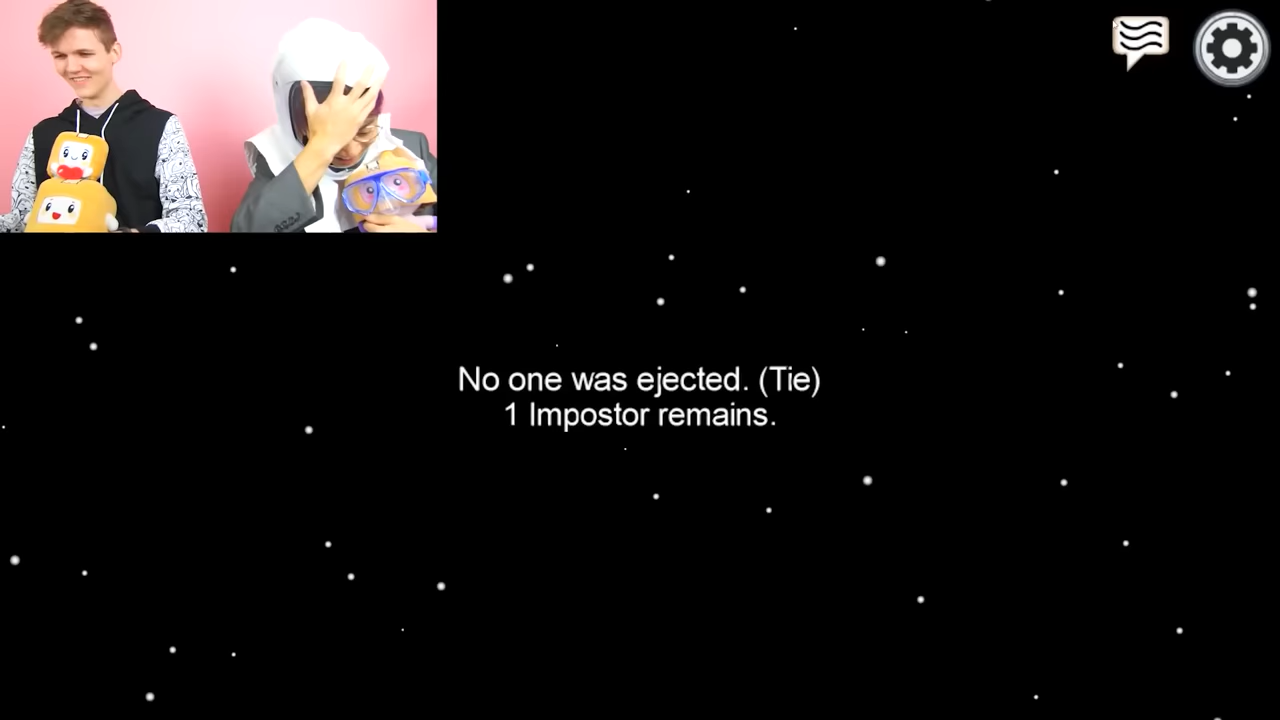 No one was ejected. (Tie)
1 Impostor remains.